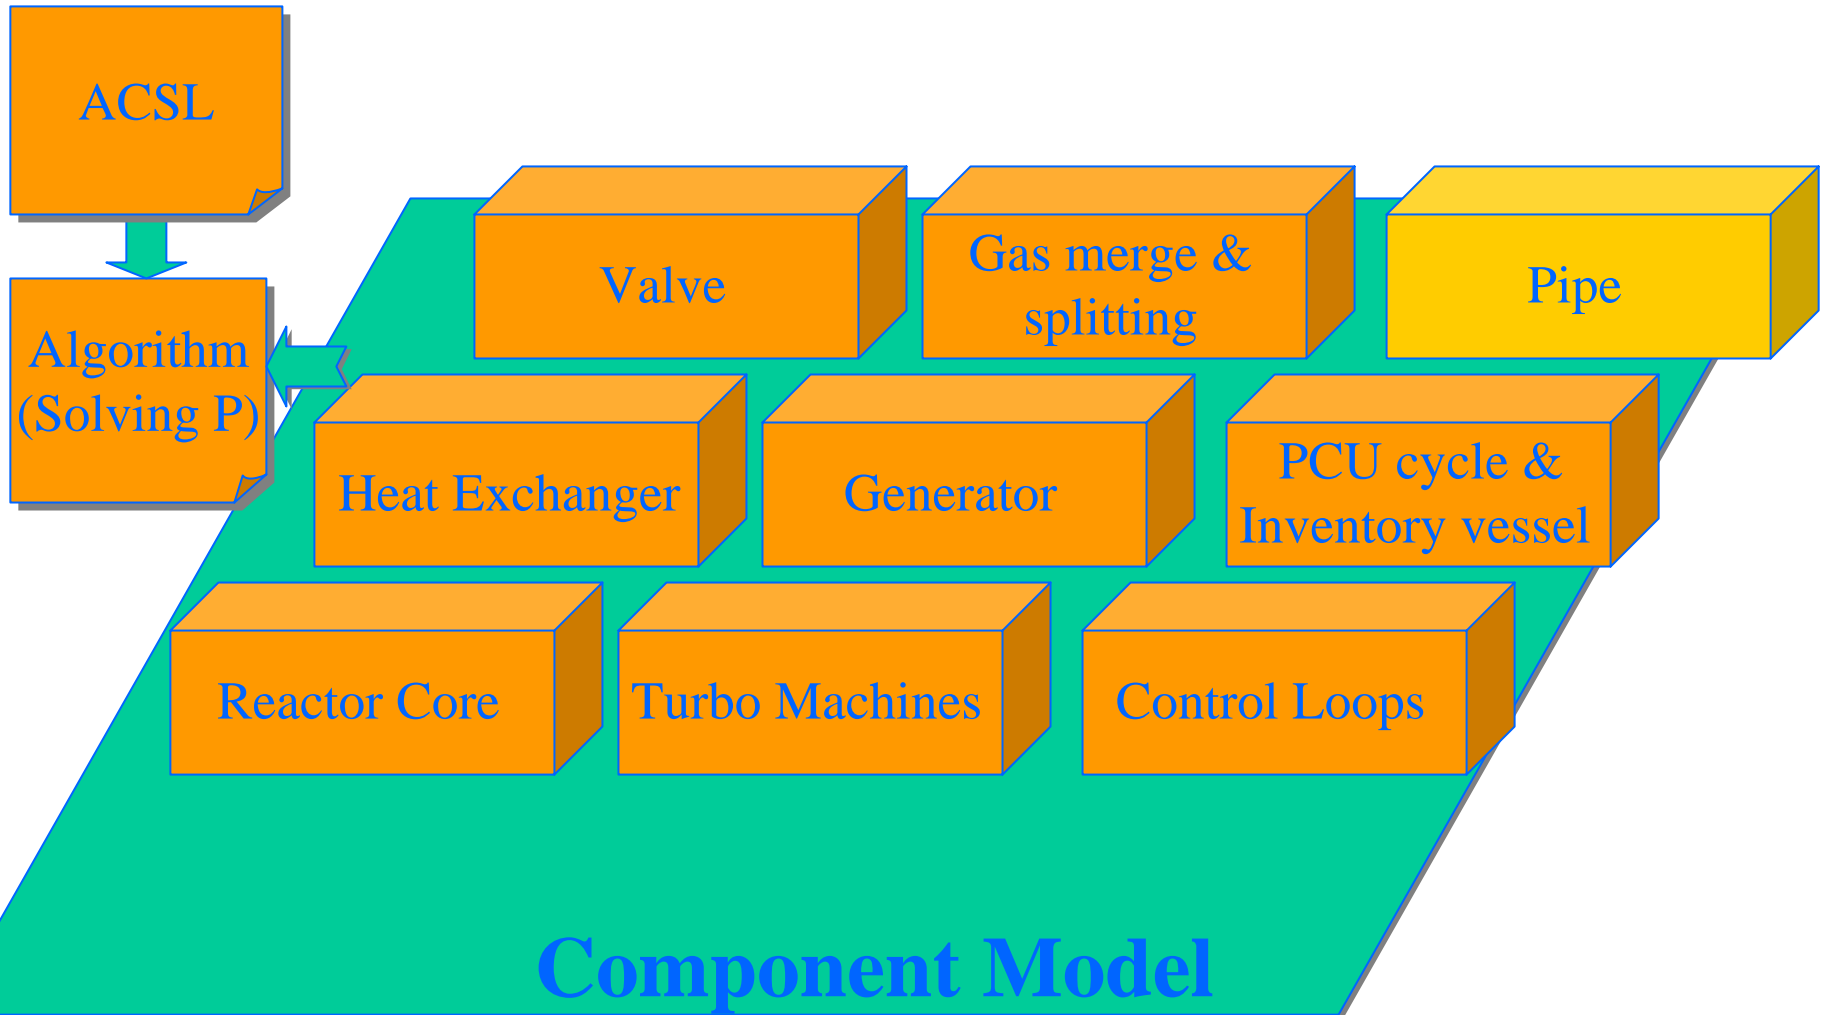 ACSL
Algorithm
(Solving P)
Valve
Gas merge &
splitting
Pipe
Heat Exchanger
Generator
PCU cycle &
Inventory vessel
Reactor Core
Turbo Machines
Control Loops
Component Model